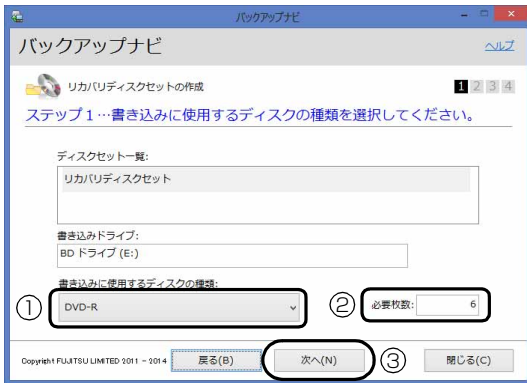 バックアップナビ
バックアップナビ
ヘルプ
リカバリディスクセットの作成
1 2 3 4
ステップ１…書き込みに使用するディスクの種類を選択してください。
ディスクセット一覧:
リカバリディスクセット
書き込みドライブ:
BD ドライブ (E:)
書き込みに使用するディスクの種類:
① DVD-R
② 必要枚数: 6
Copyright FUJITSU LIMITED 2011 - 2014 戻る(B) 次へ(N) ③ 閉じる(C)